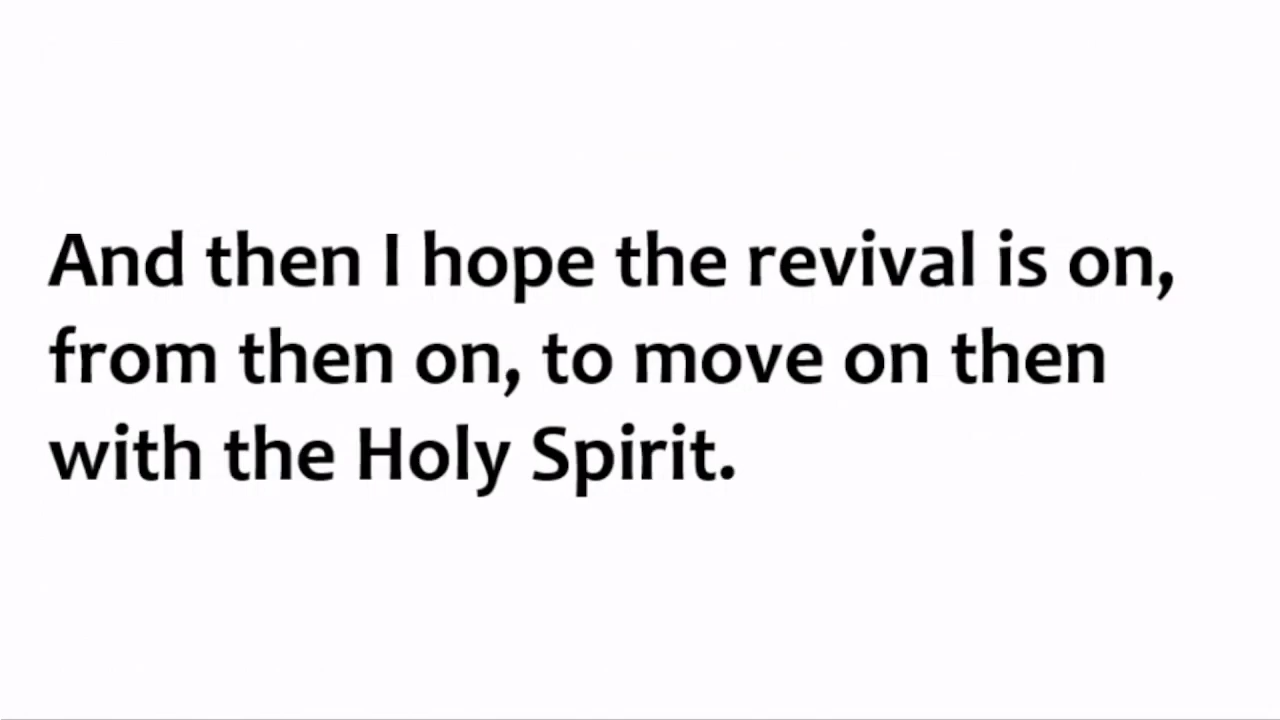 And then I hope the revival is on,
from then on, to move on then
with the Holy Spirit.